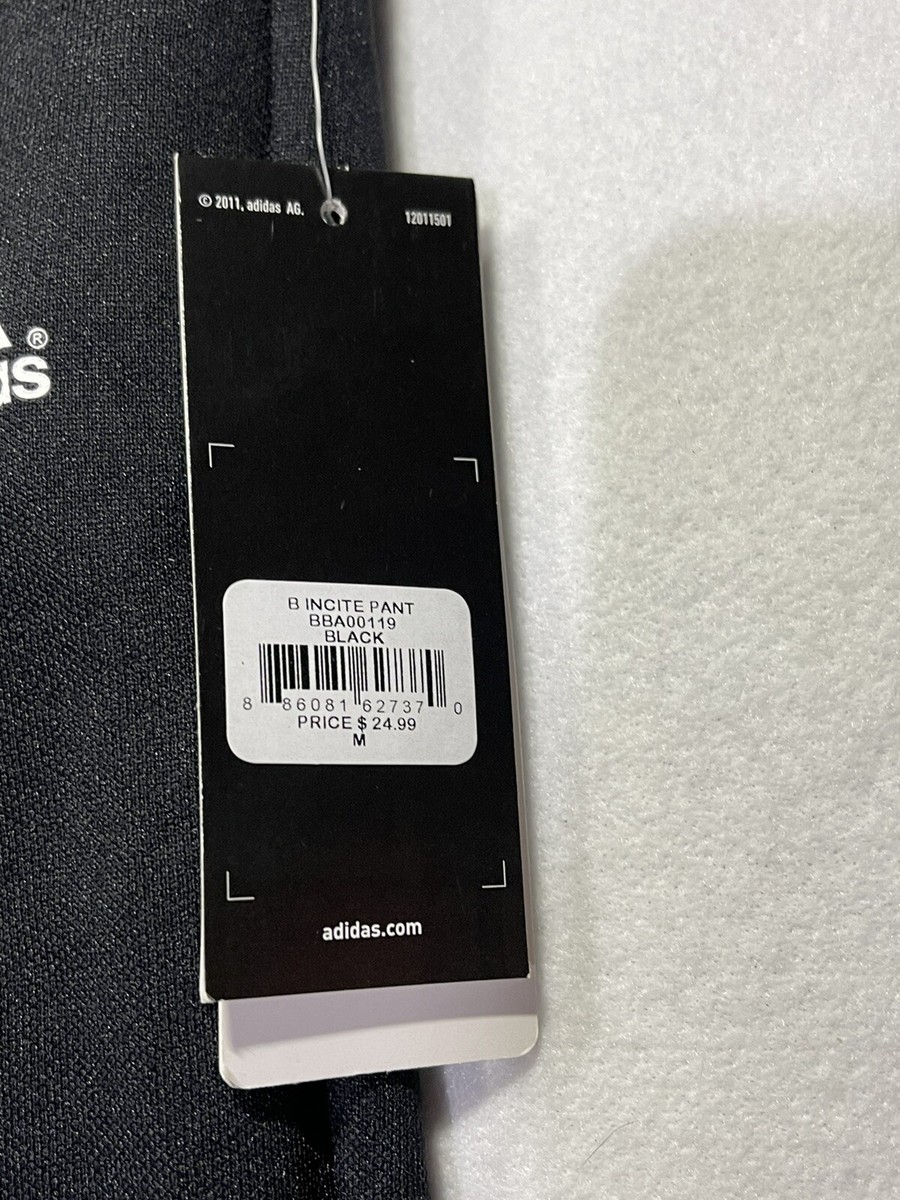 © 2011, adidas AG.
12011501
®
B INCITE PANT
BBA00119
BLACK
8 86081 62737 0
PRICE $ 24.99
M
adidas.com